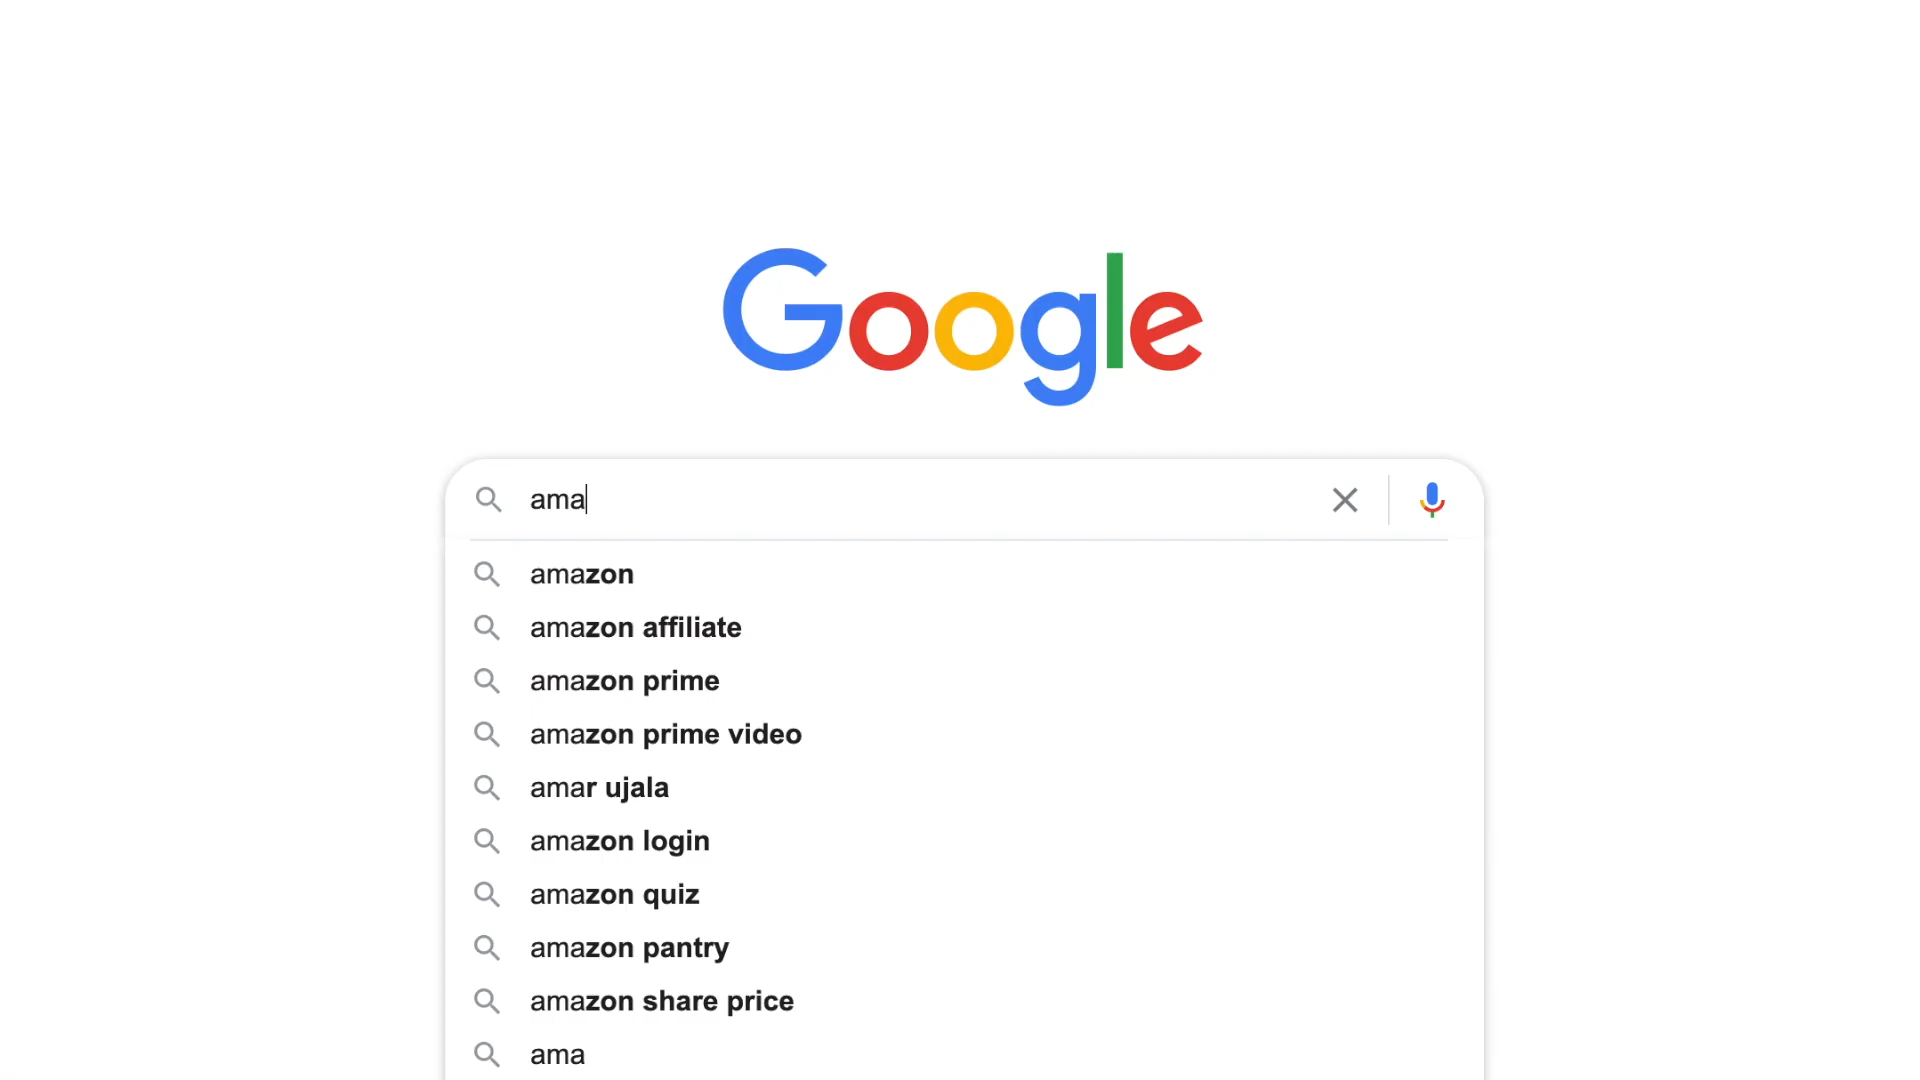 Google
ama
amazon
amazon affiliate
amazon prime
amazon prime video
amar ujala
amazon login
amazon quiz
amazon pantry
amazon share price
ama